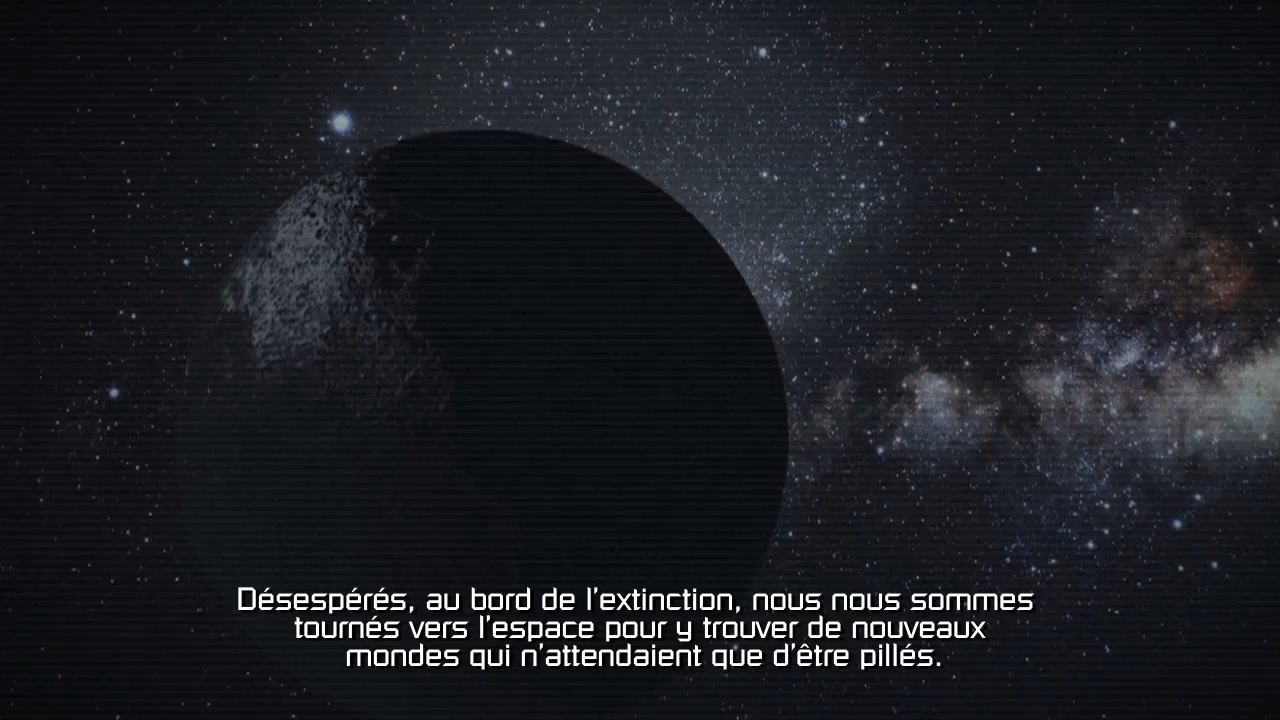 Désespérés, au bord de l'extinction, nous nous sommes
tournés vers l'espace pour y trouver de nouveaux
mondes qui n'attendaient que d'être pillés.